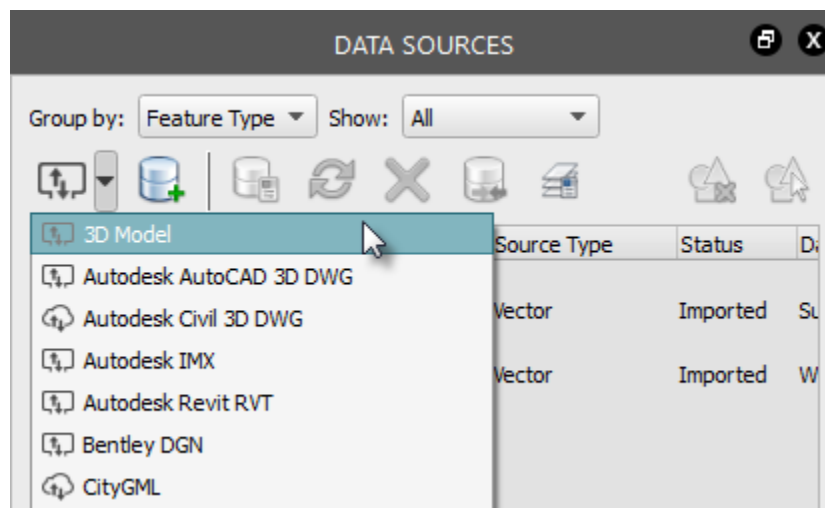 DATA SOURCES
Group by: Feature Type Show: All
3D Model
Source Type Status
Autodesk AutoCAD 3D DWG
Autodesk Civil 3D DWG
Vector Imported
Autodesk IMX
Vector Imported W
Autodesk Revit RVT
Bentley DGN
CityGML